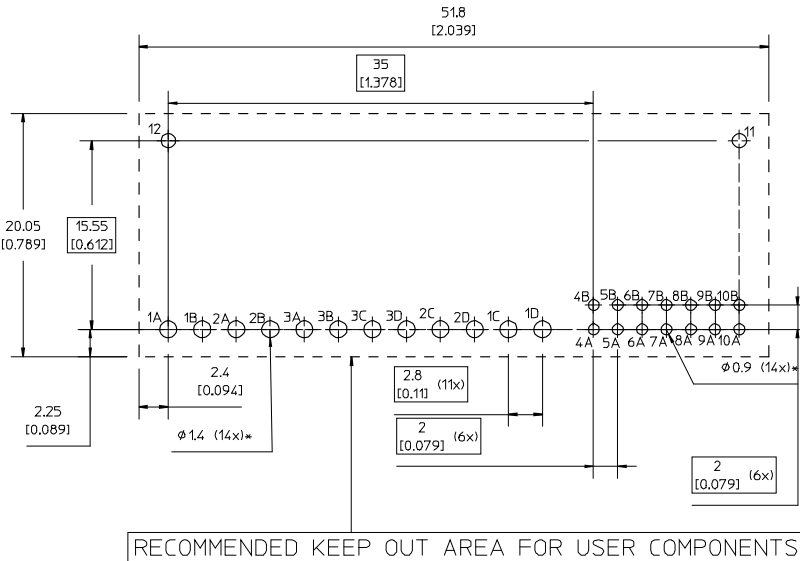 51.8
[2.039]
35
[1.378]
12
11
20.05
[0.789]
15.55
[0.612]
4B 5B 6B 7B 8B 9B 10B
1A 1B 2A 2B 3A 3B 3C 3D 2C 2D 1C 1D
4A 5A 6A 7A 8A 9A 10A
2.4
[0.094]
2.8
[0.11] (11x)
Ø0.9 (14x)*
2.25
[0.089]
Ø1.4 (14x)*
2
[0.079] (6x)
2
[0.079] (6x)
RECOMMENDED KEEP OUT AREA FOR USER COMPONENTS